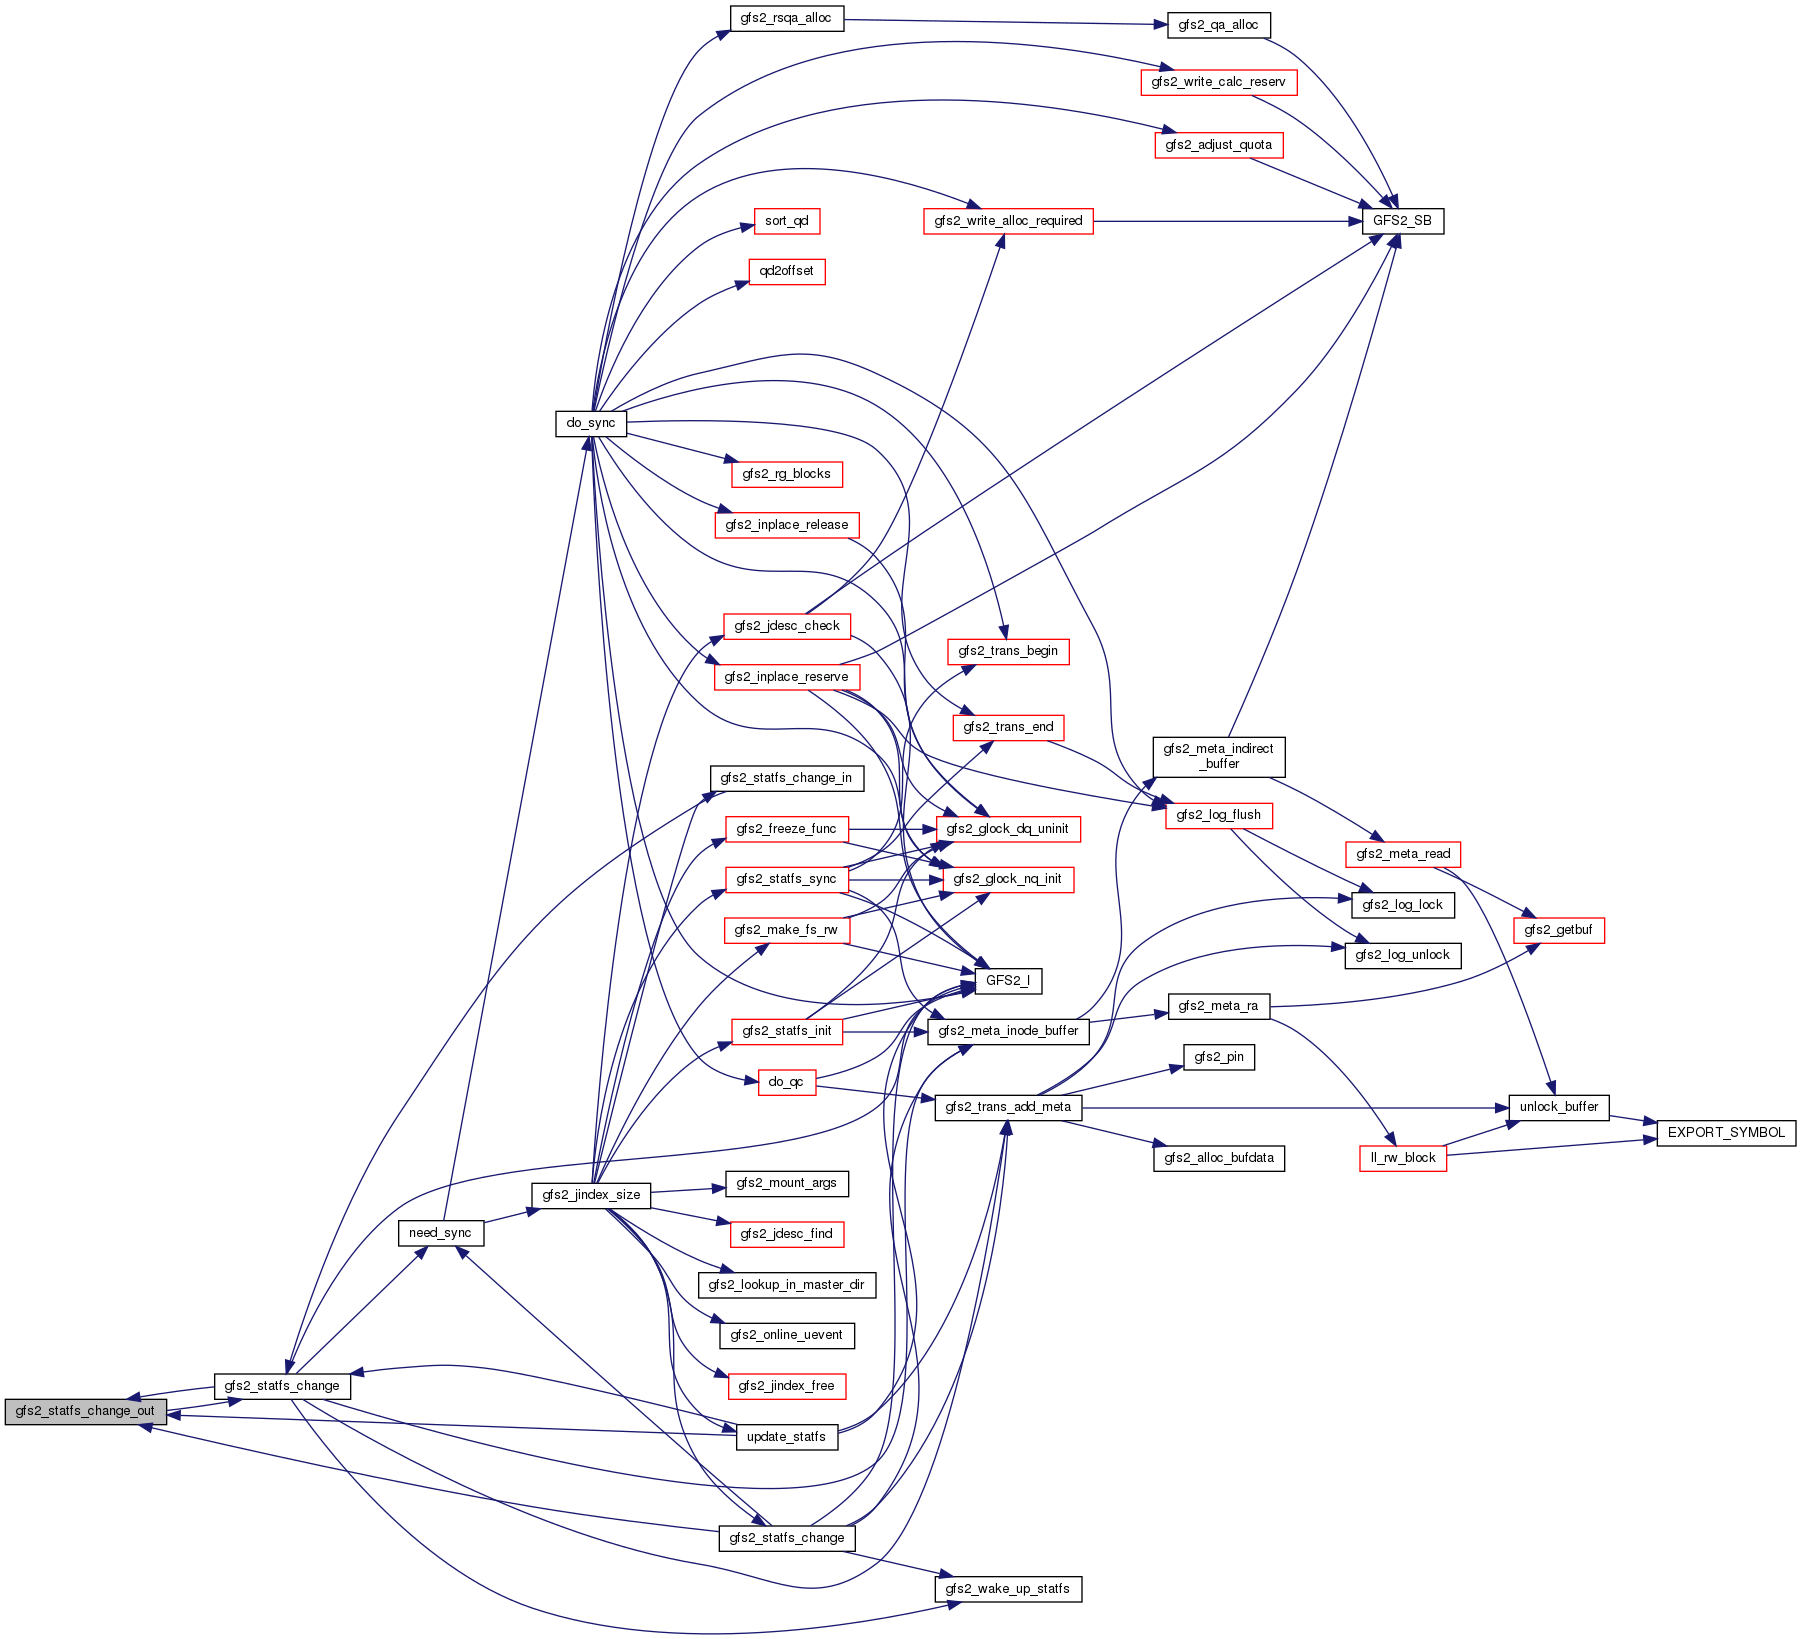 gfs2_rsqa_alloc
gfs2_qa_alloc
gfs2_write_calc_reserv
gfs2_adjust_quota
sort_qd
gfs2_write_alloc_required
GFS2_SB
qd2offset
do_sync
gfs2_rg_blocks
gfs2_inplace_release
gfs2_jdesc_check
gfs2_trans_begin
gfs2_inplace_reserve
gfs2_trans_end
gfs2_meta_indirect
_buffer
gfs2_statfs_change_in
gfs2_log_flush
gfs2_freeze_func
gfs2_glock_dq_uninit
gfs2_meta_read
gfs2_statfs_sync
gfs2_glock_nq_init
gfs2_log_lock
gfs2_make_fs_rw
gfs2_getbuf
gfs2_log_unlock
GFS2_I
gfs2_meta_ra
gfs2_statfs_init
gfs2_meta_inode_buffer
gfs2_pin
do_qc
gfs2_trans_add_meta
unlock_buffer
EXPORT_SYMBOL
gfs2_alloc_bufdata
ll_rw_block
gfs2_mount_args
gfs2_jindex_size
need_sync
gfs2_jdesc_find
gfs2_lookup_in_master_dir
gfs2_online_uevent
gfs2_statfs_change
gfs2_jindex_free
gfs2_statfs_change_out
update_statfs
gfs2_statfs_change
gfs2_wake_up_statfs